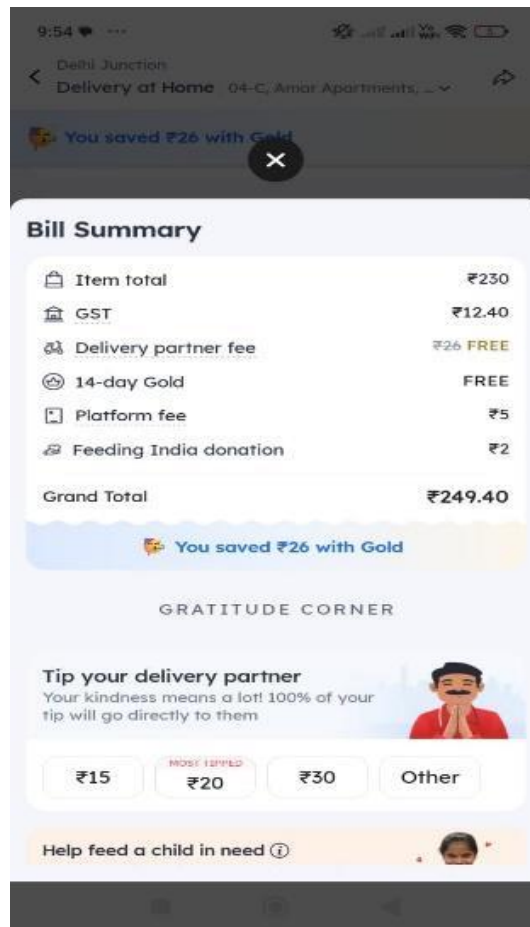 9:54
Delhi Junction
Delivery at Home 04-C, Amar Apartments, ...
You saved ₹26 with Gold
Bill Summary
Item total ₹230
GST ₹12.40
Delivery partner fee ₹26 FREE
14-day Gold FREE
Platform fee ₹5
Feeding India donation ₹2
Grand Total ₹249.40
You saved ₹26 with Gold
GRATITUDE CORNER
Tip your delivery partner
Your kindness means a lot! 100% of your
tip will go directly to them
MOST TIPPED
₹15 ₹20 ₹30 Other
Help feed a child in need